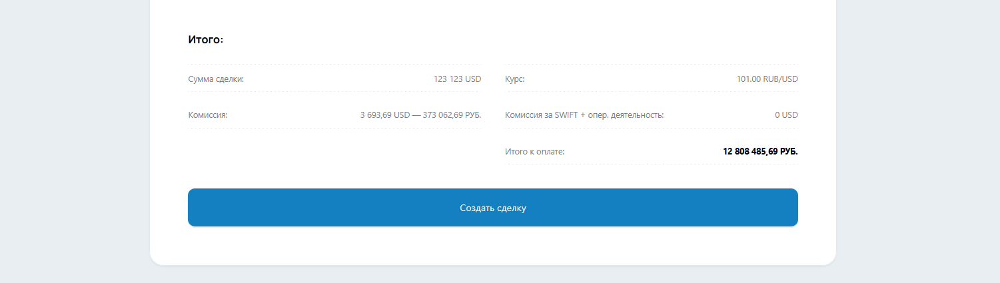 Итого:
Сумма сделки: 123 123 USD
Курс: 101.00 RUB/USD
Комиссия: 3 693,69 USD — 373 062,69 РУБ.
Комиссия за SWIFT + опер. деятельность: 0 USD
Итого к оплате: 12 808 485,69 РУБ.
Создать сделку